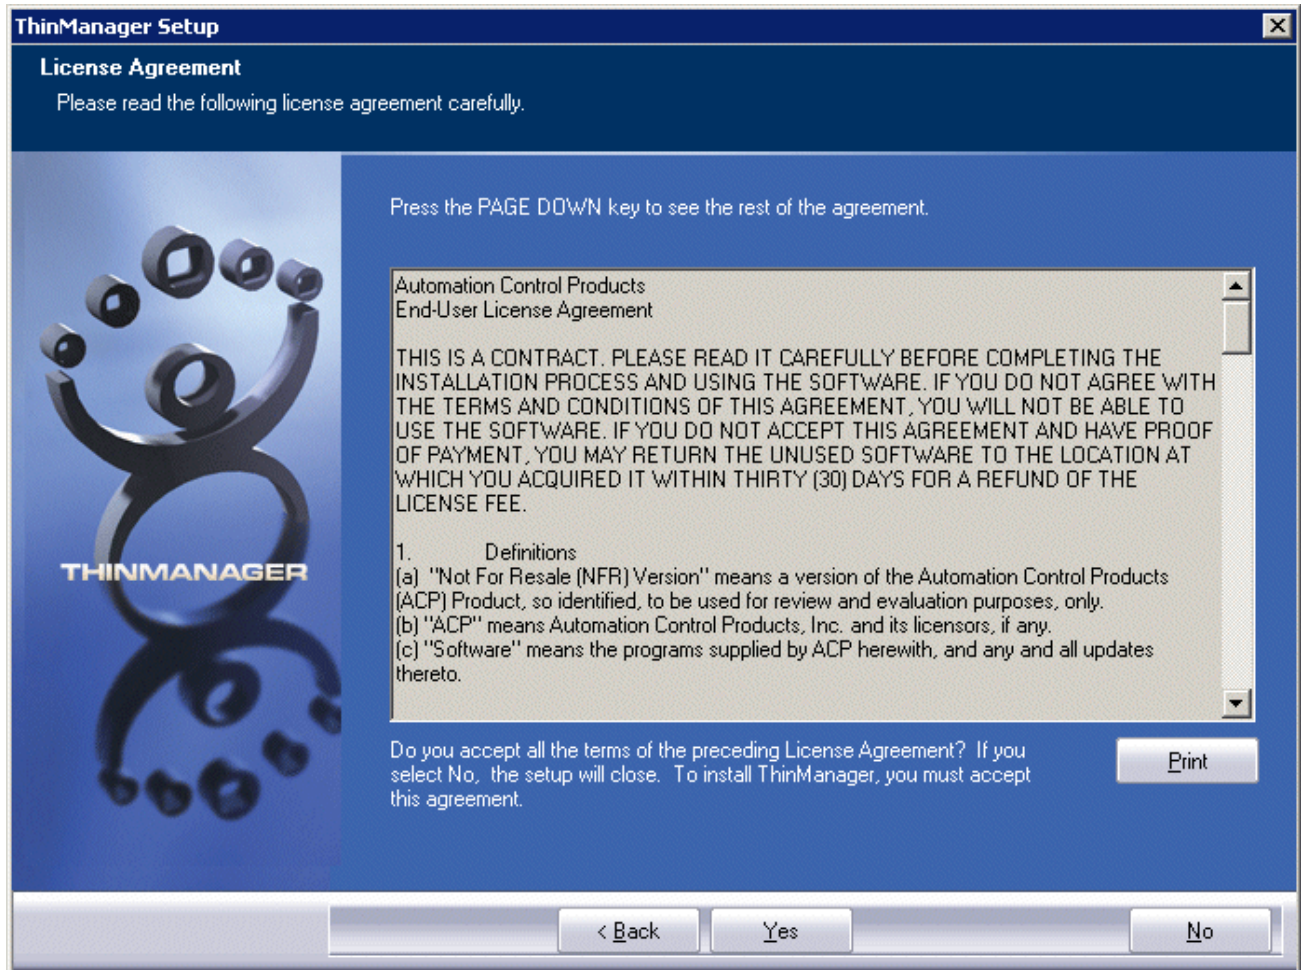 ThinManager Setup
License Agreement
Please read the following license agreement carefully.
Press the PAGE DOWN key to see the rest of the agreement.
Automation Control Products
End-User License Agreement
THIS IS A CONTRACT. PLEASE READ IT CAREFULLY BEFORE COMPLETING THE
INSTALLATION PROCESS AND USING THE SOFTWARE. IF YOU DO NOT AGREE WITH
THE TERMS AND CONDITIONS OF THIS AGREEMENT, YOU WILL NOT BE ABLE TO
USE THE SOFTWARE. IF YOU DO NOT ACCEPT THIS AGREEMENT AND HAVE PROOF
OF PAYMENT, YOU MAY RETURN THE UNUSED SOFTWARE TO THE LOCATION AT
WHICH YOU ACQUIRED IT WITHIN THIRTY (30) DAYS FOR A REFUND OF THE
LICENSE FEE.
1. Definitions
(a) "Not For Resale (NFR) Version" means a version of the Automation Control Products
(ACP) Product, so identified, to be used for review and evaluation purposes, only.
(b) "ACP" means Automation Control Products, Inc. and its licensors, if any.
(c) "Software" means the programs supplied by ACP herewith, and any and all updates
thereto.
THINMANAGER
Do you accept all the terms of the preceding License Agreement? If you
select No, the setup will close. To install ThinManager, you must accept
this agreement.
Print
< Back
Yes
No